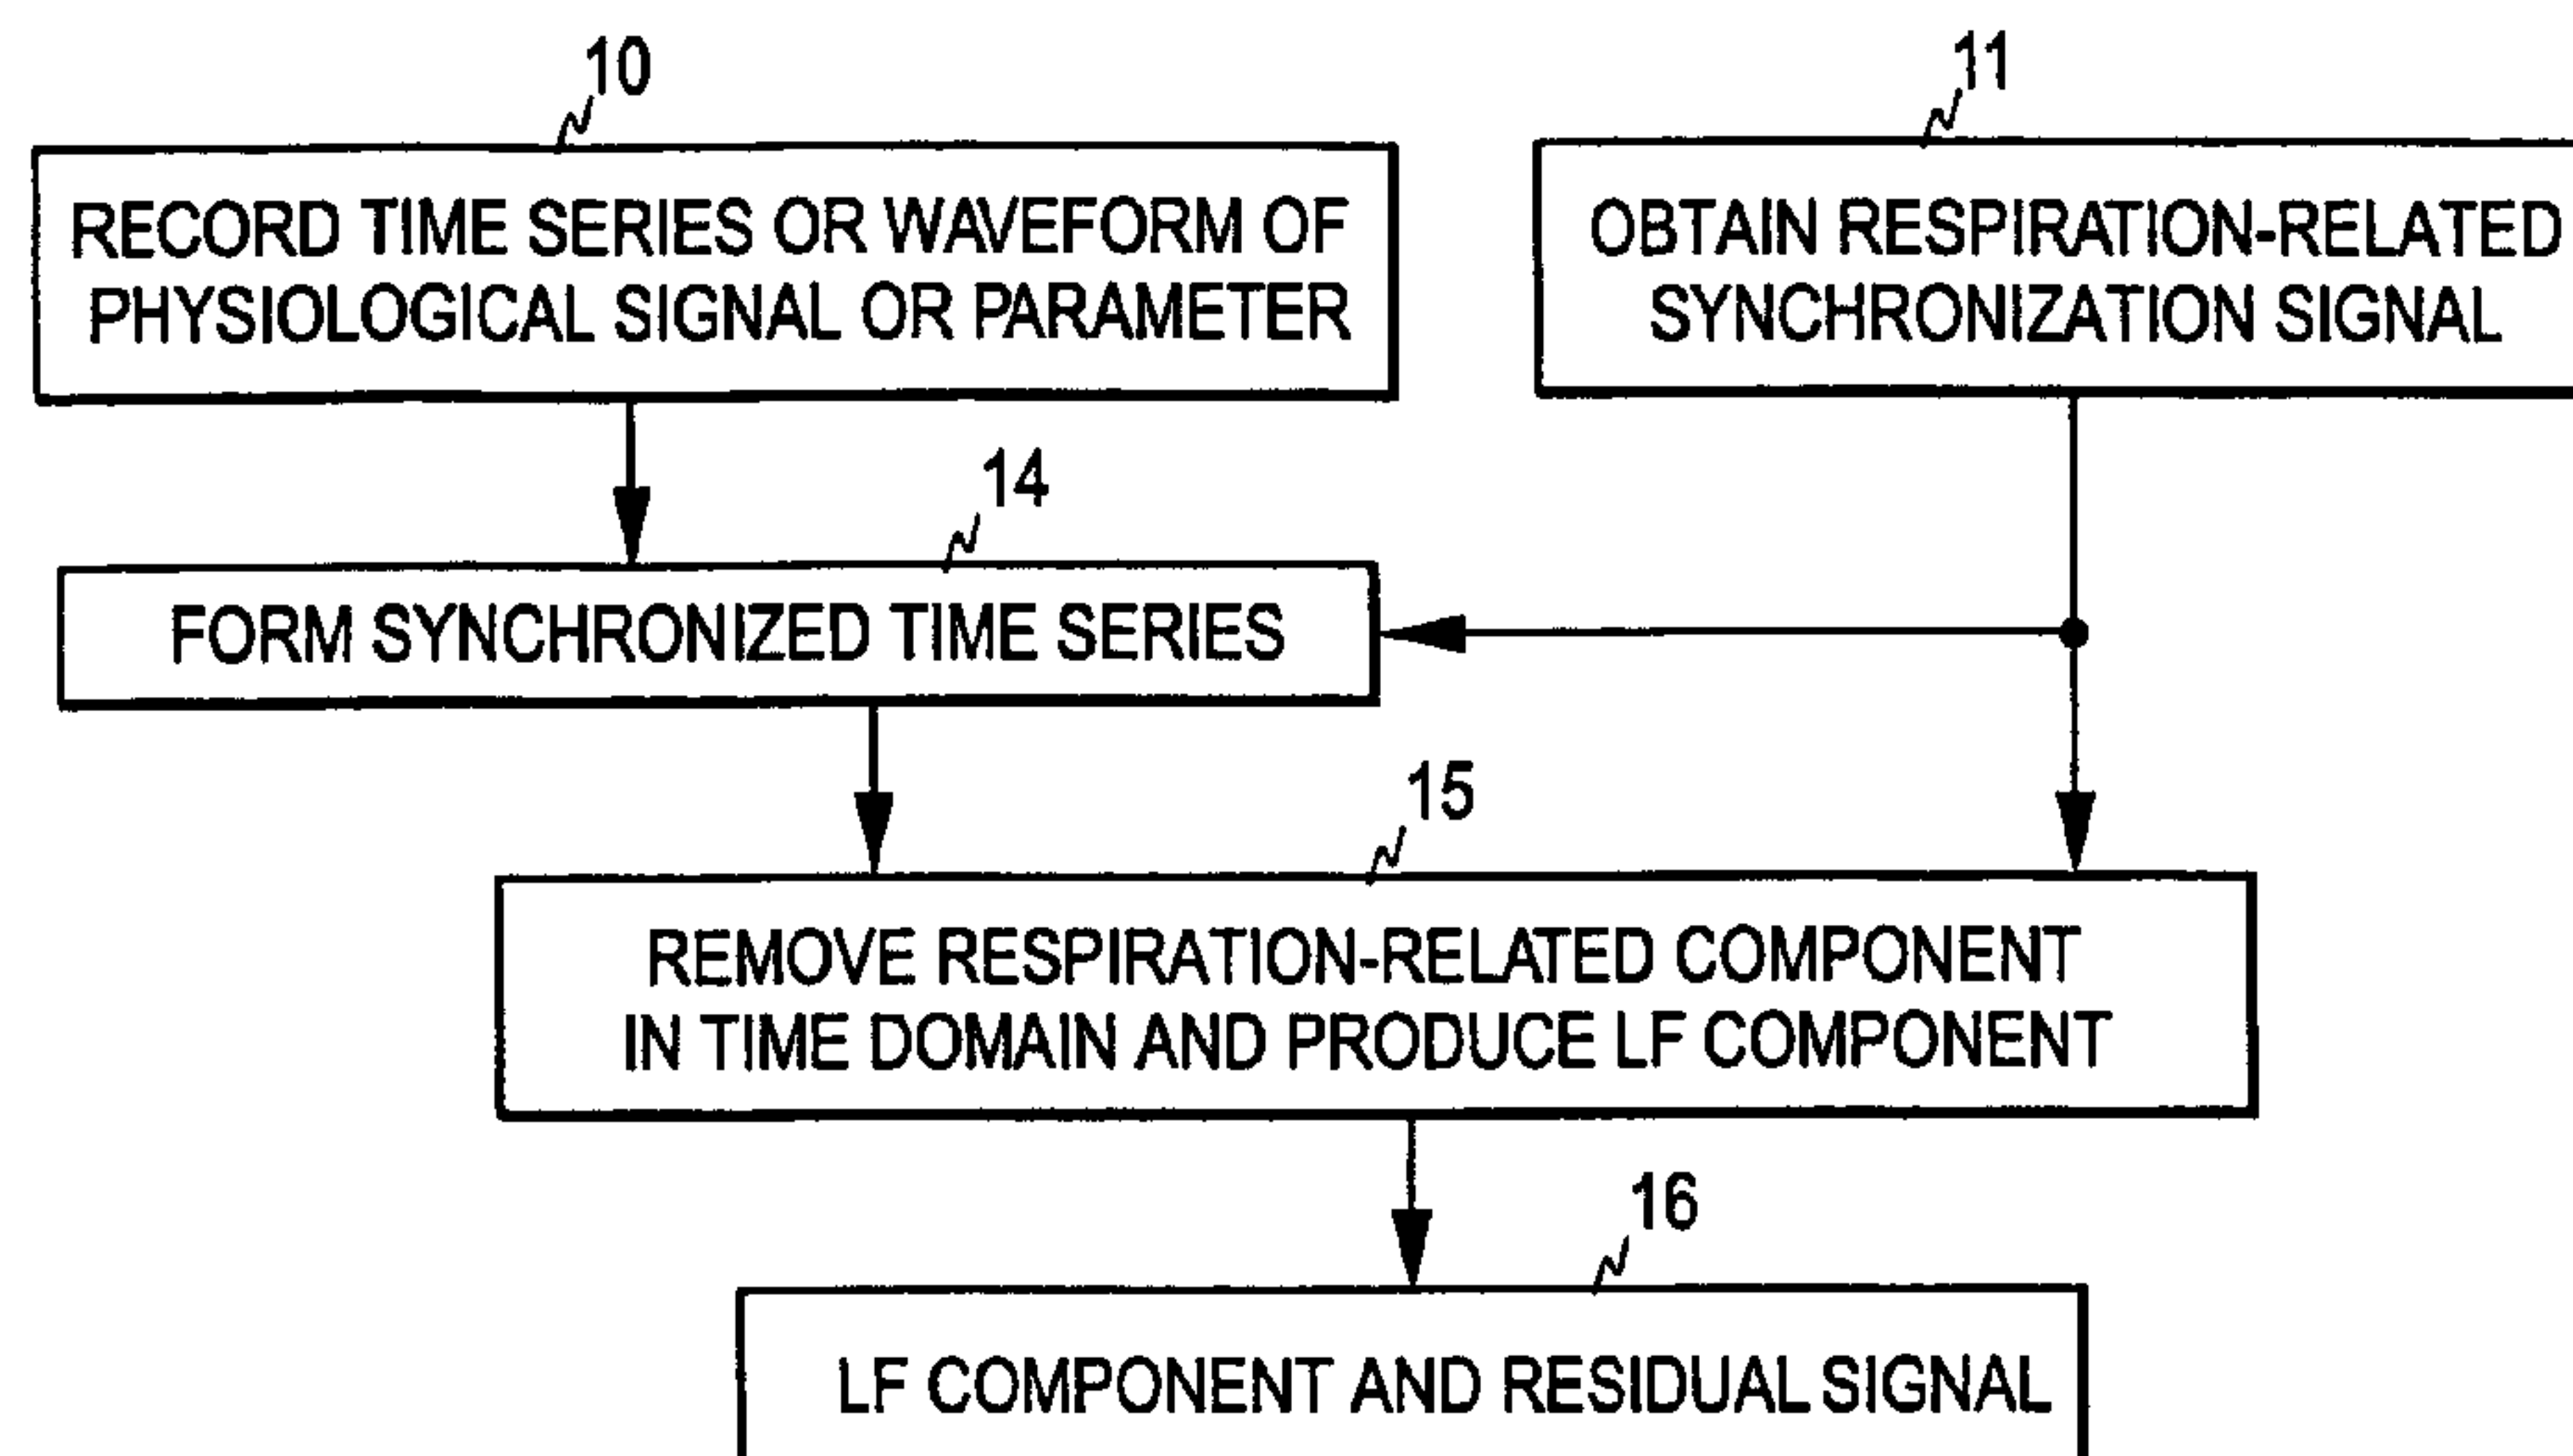 10
11
RECORD TIME SERIES OR WAVEFORM OF
PHYSIOLOGICAL SIGNAL OR PARAMETER
OBTAIN RESPIRATION-RELATED
SYNCHRONIZATION SIGNAL
14
FORM SYNCHRONIZED TIME SERIES
15
REMOVE RESPIRATION-RELATED COMPONENT
IN TIME DOMAIN AND PRODUCE LF COMPONENT
16
LF COMPONENT AND RESIDUAL SIGNAL